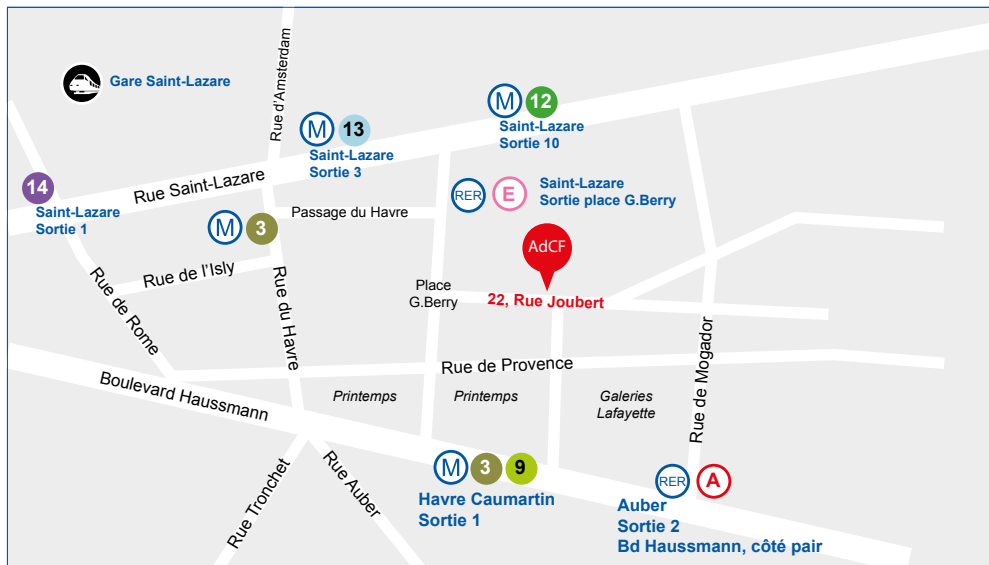 Gare Saint-Lazare
Rue d'Amsterdam
M 12
Saint-Lazare
Sortie 10
M 13
Saint-Lazare
Sortie 3
14
Saint-Lazare
Sortie 1
Rue Saint-Lazare
RER E
Saint-Lazare
Sortie place G.Berry
Passage du Havre
M 3
AdCF
22, Rue Joubert
Rue de l'Isly
Place
G.Berry
Rue de Rome
Rue du Havre
Rue de Mogador
Rue de Provence
Boulevard Haussmann
Printemps
Printemps
Galeries
Lafayette
Rue Tronchet
Rue Auber
M 3 9
Havre Caumartin
Sortie 1
RER A
Auber
Sortie 2
Bd Haussmann, côté pair